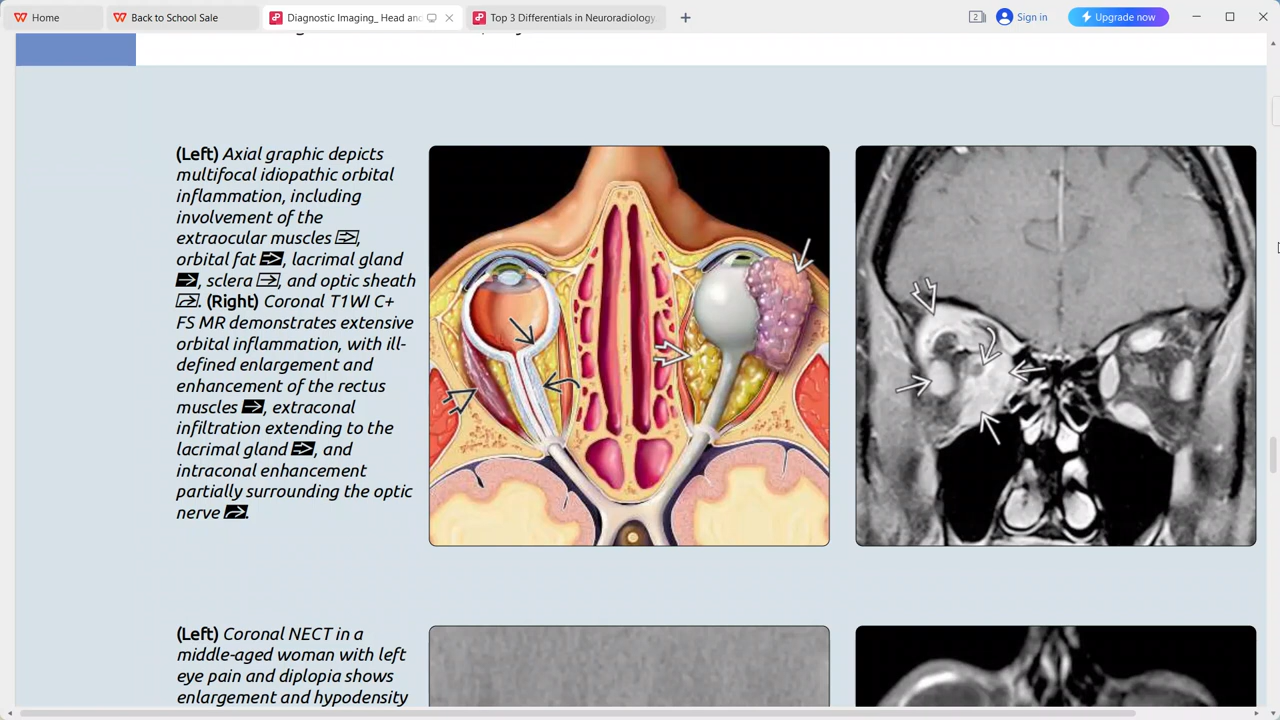 Home
Back to School Sale
Diagnostic Imaging_ Head and
Top 3 Differentials in Neuroradiology
2
Sign in
Upgrade now
(Left) Axial graphic depicts
multifocal idiopathic orbital
inflammation, including
involvement of the
extraocular muscles ,
orbital fat , lacrimal gland
, sclera , and optic sheath
. (Right) Coronal T1WI C+
FS MR demonstrates extensive
orbital inflammation, with ill-
defined enlargement and
enhancement of the rectus
muscles , extraconal
infiltration extending to the
lacrimal gland , and
intraconal enhancement
partially surrounding the optic
nerve .
(Left) Coronal NECT in a
middle-aged woman with left
eye pain and diplopia shows
enlargement and hypodensity